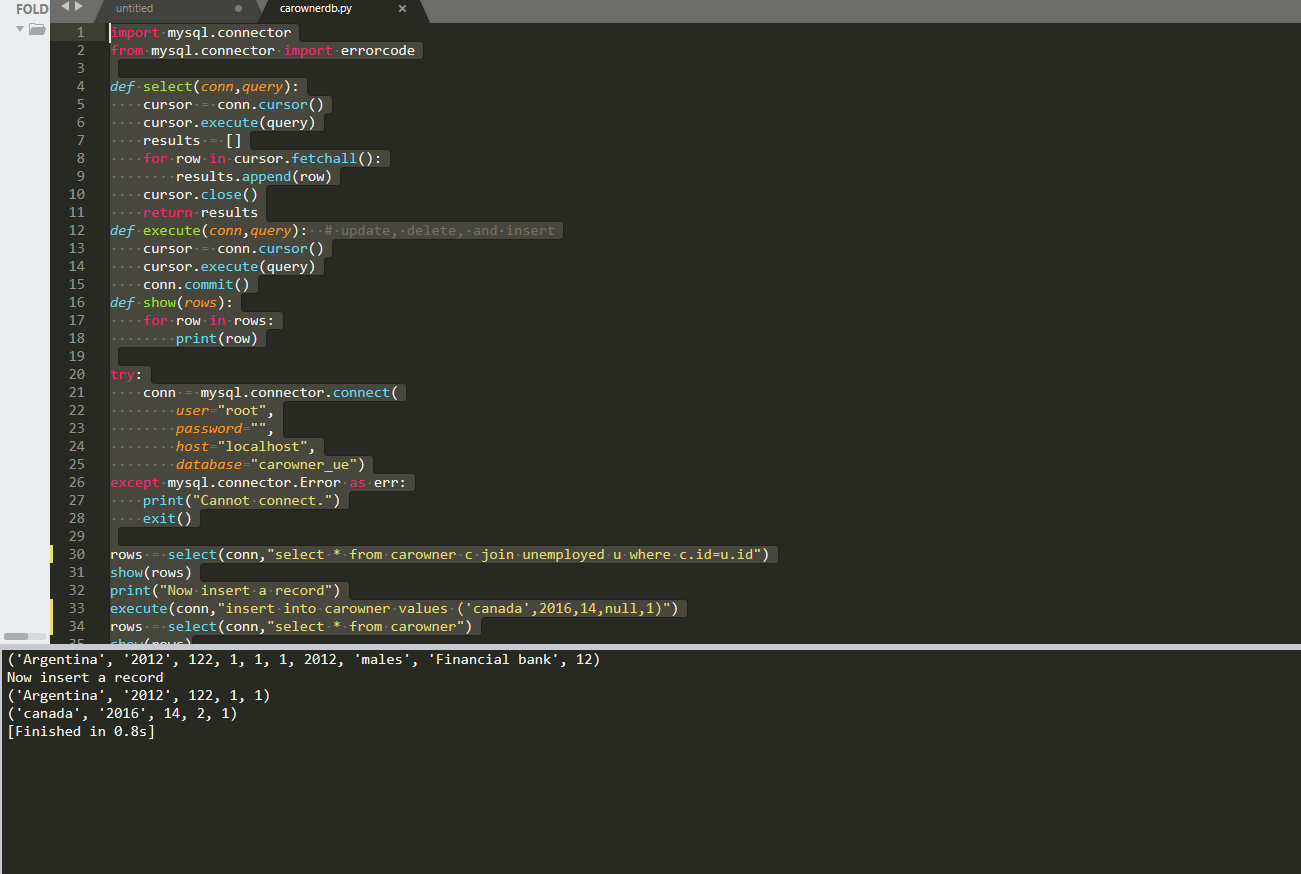 FOLD
untitled
carownerdb.py ×
1 import mysql.connector
2 from mysql.connector import errorcode
3
4 def select(conn,query):
5     cursor = conn.cursor()
6     cursor.execute(query)
7     results = []
8     for row in cursor.fetchall():
9         results.append(row)
10     cursor.close()
11     return results
12 def execute(conn,query):  # update, delete, and insert
13     cursor = conn.cursor()
14     cursor.execute(query)
15     conn.commit()
16 def show(rows):
17     for row in rows:
18         print(row)
19
20 try:
21     conn = mysql.connector.connect(
22         user="root",
23         password="",
24         host="localhost",
25         database="carowner_ue")
26 except mysql.connector.Error as err:
27     print("Cannot connect.")
28     exit()
29
30 rows = select(conn,"select * from carowner c join unemployed u where c.id=u.id")
31 show(rows)
32 print("Now insert a record")
33 execute(conn,"insert into carowner values ('canada',2016,14,null,1)")
34 rows = select(conn,"select * from carowner")
35 show(rows)
('Argentina', '2012', 122, 1, 1, 1, 2012, 'males', 'Financial bank', 12)
Now insert a record
('Argentina', '2012', 122, 1, 1)
('canada', '2016', 14, 2, 1)
[Finished in 0.8s]